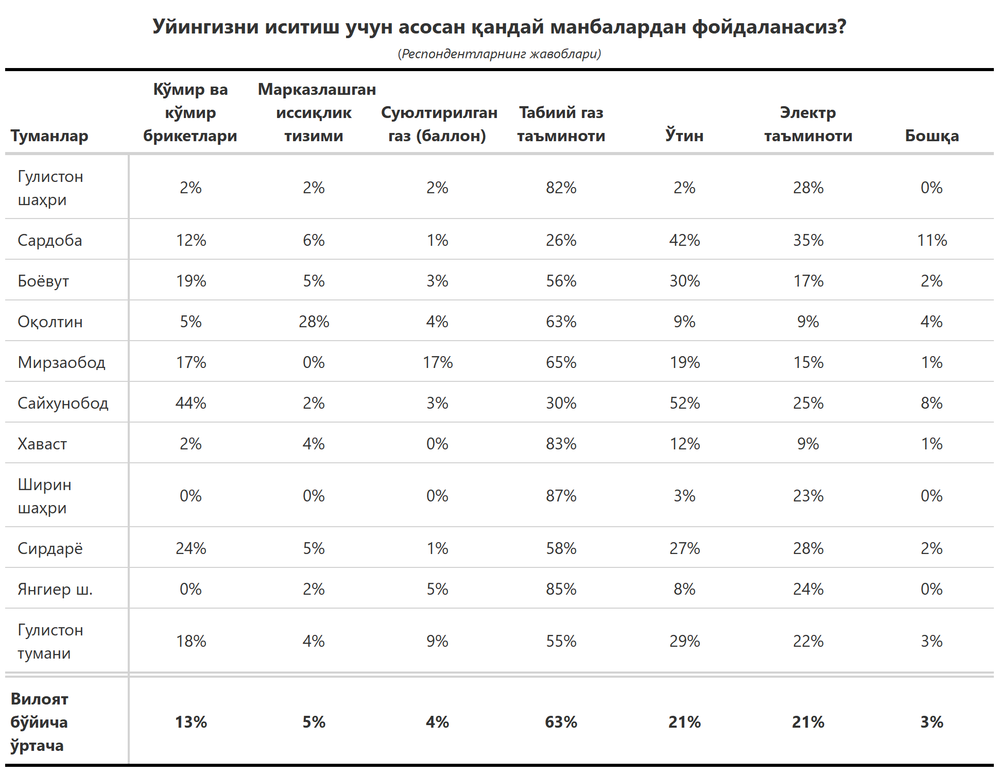 Уйингизни иситиш учун асосан қандай манбалардан фойдаланасиз?
(Респондентларнинг жавоблари)
Туманлар
Кўмир ва
кўмир
брикетлари
Марказлашган
иссиқлик
тизими
Суюлтирилган
газ (баллон)
Табиий газ
таъминоти
Ўтин
Электр
таъминоти
Бошқа
Гулистон
шаҳри
2% 2% 2% 82% 2% 28% 0%
Сардоба 12% 6% 1% 26% 42% 35% 11%
Боёвут 19% 5% 3% 56% 30% 17% 2%
Оқолтин 5% 28% 4% 63% 9% 9% 4%
Мирзаобод 17% 0% 17% 65% 19% 15% 1%
Сайхунобод 44% 2% 3% 30% 52% 25% 8%
Хаваст 2% 4% 0% 83% 12% 9% 1%
Ширин
шаҳри
0% 0% 0% 87% 3% 23% 0%
Сирдарё 24% 5% 1% 58% 27% 28% 2%
Янгиер ш. 0% 2% 5% 85% 8% 24% 0%
Гулистон
тумани
18% 4% 9% 55% 29% 22% 3%
Вилоят
бўйича
ўртача
13% 5% 4% 63% 21% 21% 3%